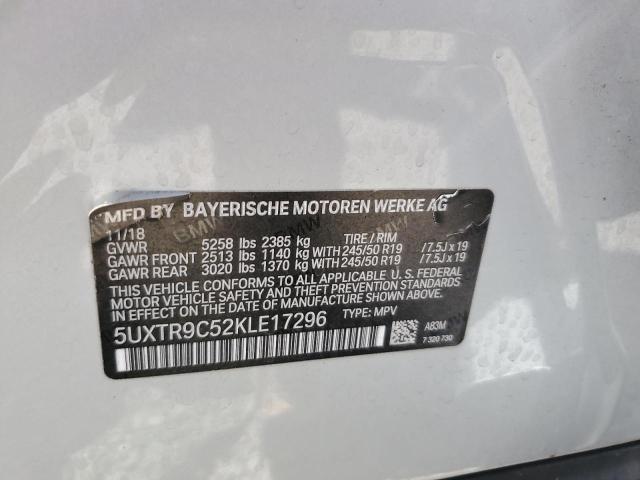 MFD BY BAYERISCHE MOTOREN WERKE AG
11/18
GVWR 5258 lbs 2385 kg TIRE / RIM
GAWR FRONT 2513 lbs 1140 kg WITH 245/50 R19 /7.5J x 19
GAWR REAR 3020 lbs 1370 kg WITH 245/50 R19 /7.5J x 19
THIS VEHICLE CONFORMS TO ALL APPLICABLE U.S. FEDERAL
MOTOR VEHICLE SAFETY, BUMPER, AND THEFT PREVENTION
STANDARDS IN EFFECT ON THE DATE OF MANUFACTURE SHOWN ABOVE.
5UXTR9C52KLE17296 TYPE: MPV
A83M
7 320 730